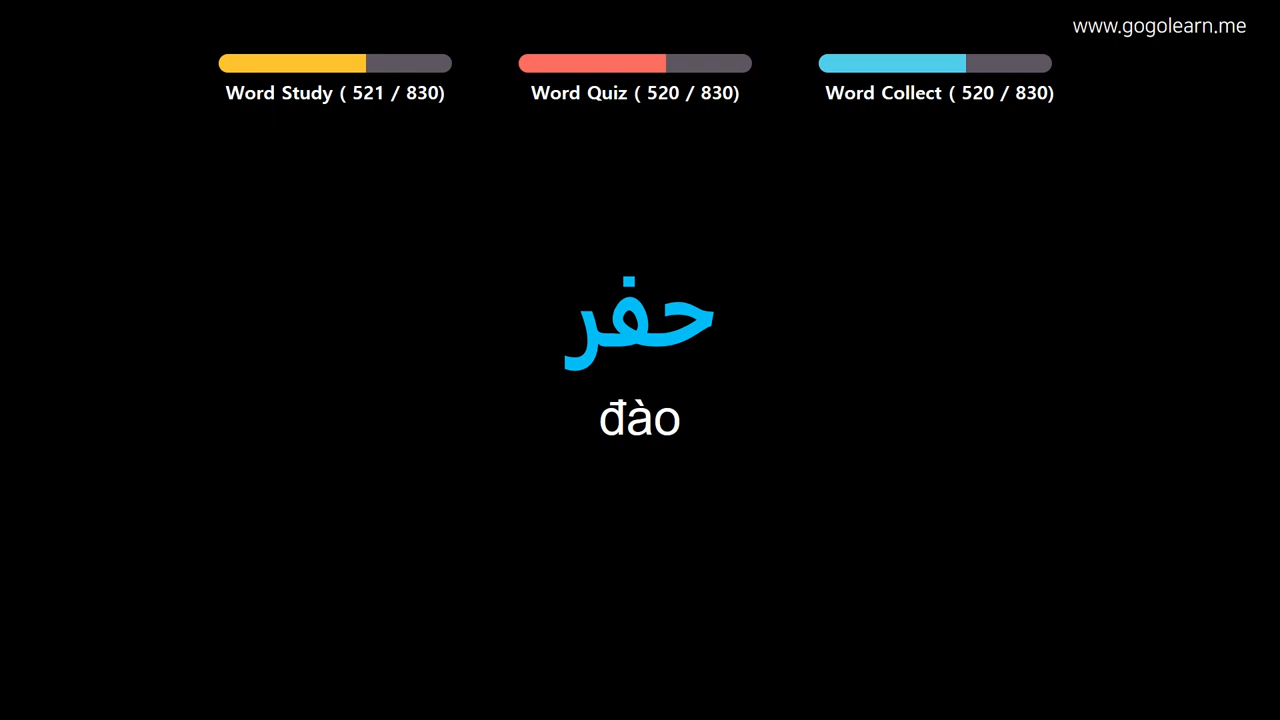 www.gogolearn.me
Word Study ( 521 / 830)
Word Quiz ( 520 / 830)
Word Collect ( 520 / 830)
حفر
đào